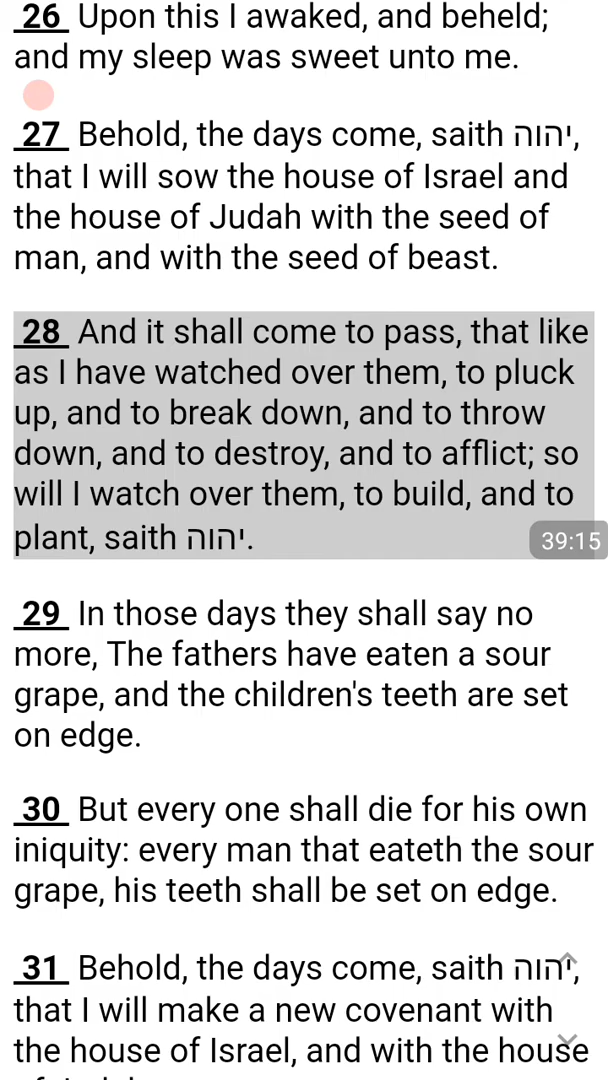 26 Upon this I awaked, and beheld;
and my sleep was sweet unto me.
27 Behold, the days come, saith יהוה,
that I will sow the house of Israel and
the house of Judah with the seed of
man, and with the seed of beast.
28 And it shall come to pass, that like
as I have watched over them, to pluck
up, and to break down, and to throw
down, and to destroy, and to afflict; so
will I watch over them, to build, and to
plant, saith יהוה.
39:15
29 In those days they shall say no
more, The fathers have eaten a sour
grape, and the children's teeth are set
on edge.
30 But every one shall die for his own
iniquity: every man that eateth the sour
grape, his teeth shall be set on edge.
31 Behold, the days come, saith יהוה,
that I will make a new covenant with
the house of Israel, and with the house